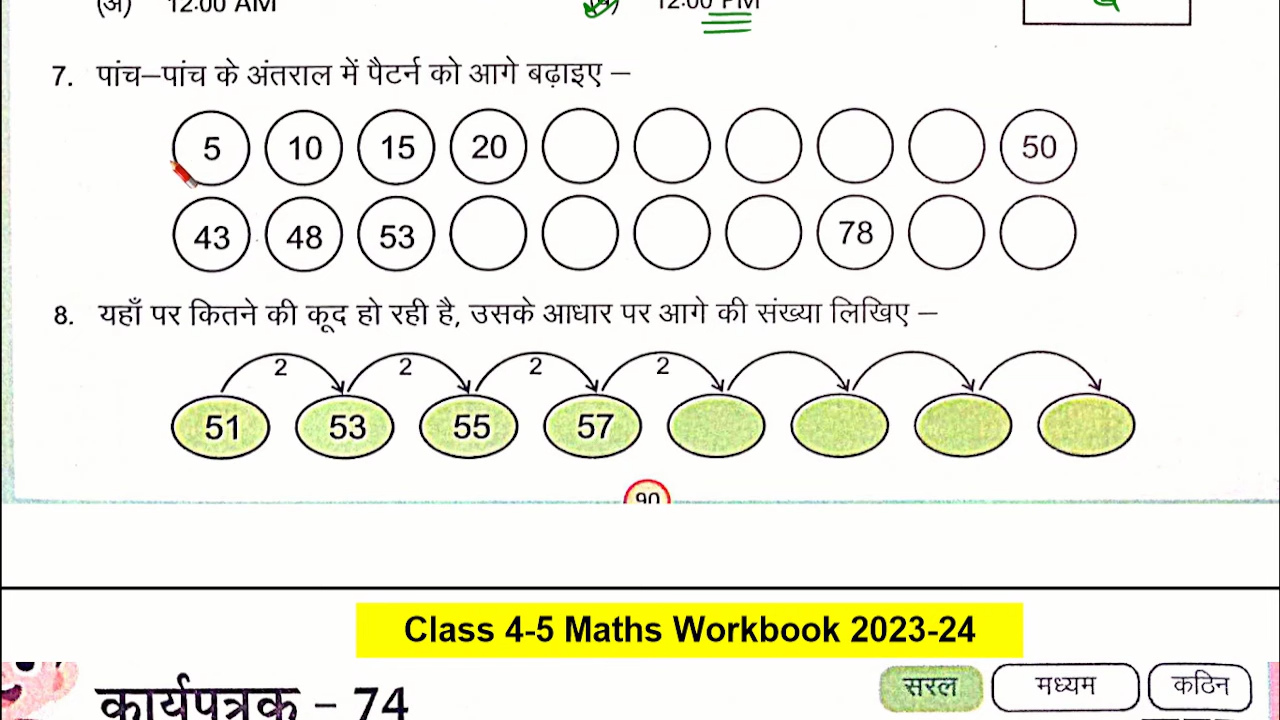 (अ) 12:00 AM 12:00 PM
7. पांच–पांच के अंतराल में पैटर्न को आगे बढ़ाइए –
5 10 15 20 50
43 48 53 78
8. यहाँ पर कितने की कूद हो रही है, उसके आधार पर आगे की संख्या लिखिए –
2 2 2 2
51 53 55 57
90
Class 4-5 Maths Workbook 2023-24
सरल मध्यम कठिन
कार्यपत्रक – 74